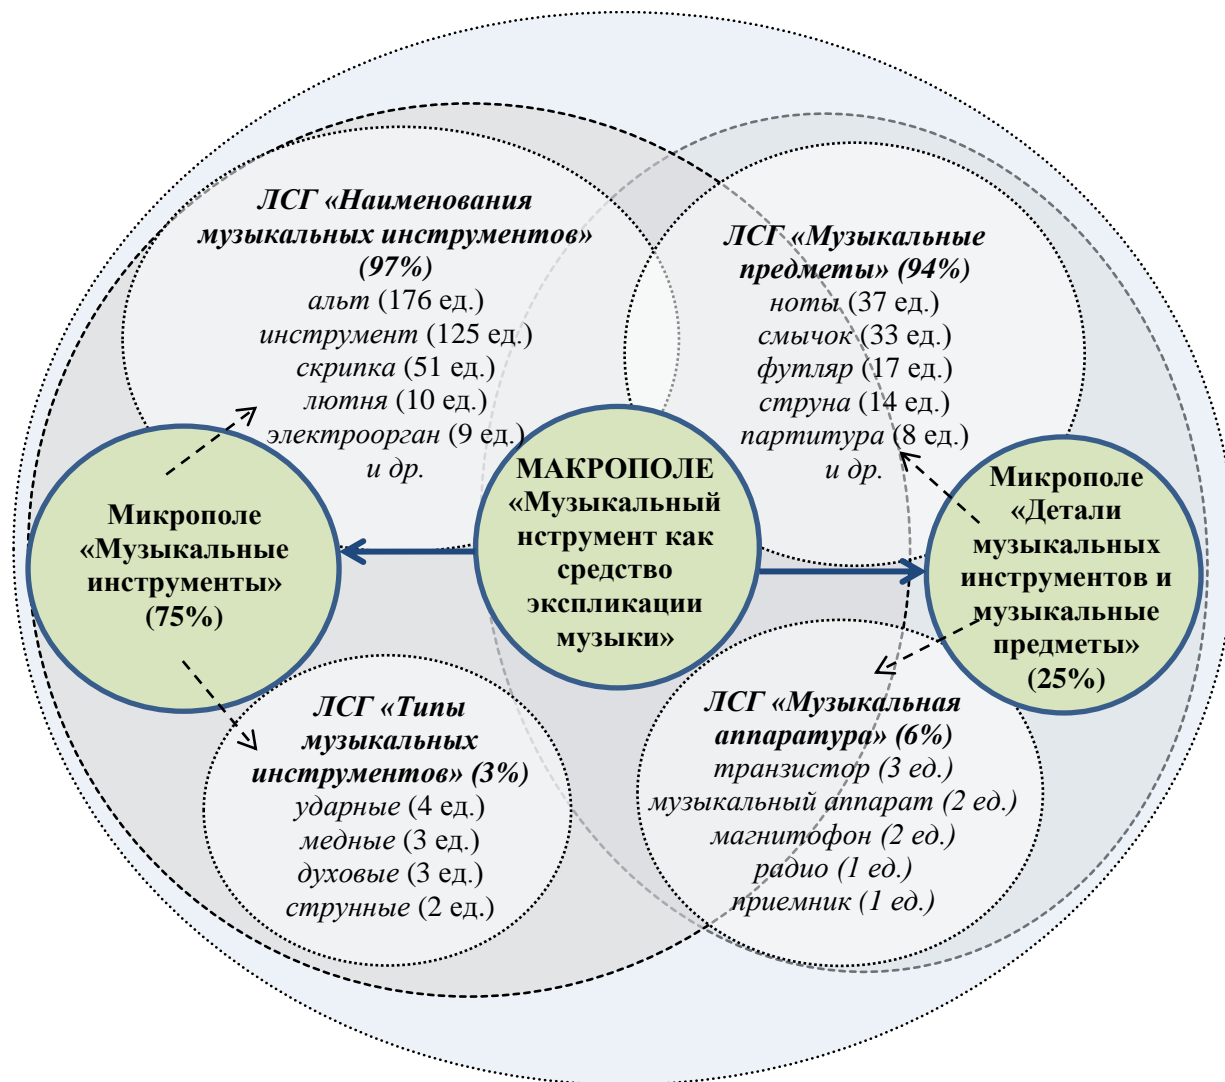 ЛСГ «Наименования
музыкальных инструментов»
(97%)
альт (176 ед.)
инструмент (125 ед.)
скрипка (51 ед.)
лютня (10 ед.)
электроорган (9 ед.)
и др.
ЛСГ «Музыкальные
предметы» (94%)
ноты (37 ед.)
смычок (33 ед.)
футляр (17 ед.)
струна (14 ед.)
партитура (8 ед.)
и др.
Микрополе
«Музыкальные
инструменты»
(75%)
МАКРОПОЛЕ
«Музыкальный
нструмент как
средство
экспликации
музыки»
Микрополе
«Детали
музыкальных
инструментов и
музыкальные
предметы»
(25%)
ЛСГ «Типы
музыкальных
инструментов» (3%)
ударные (4 ед.)
медные (3 ед.)
духовые (3 ед.)
струнные (2 ед.)
ЛСГ «Музыкальная
аппаратура» (6%)
транзистор (3 ед.)
музыкальный аппарат (2 ед.)
магнитофон (2 ед.)
радио (1 ед.)
приемник (1 ед.)